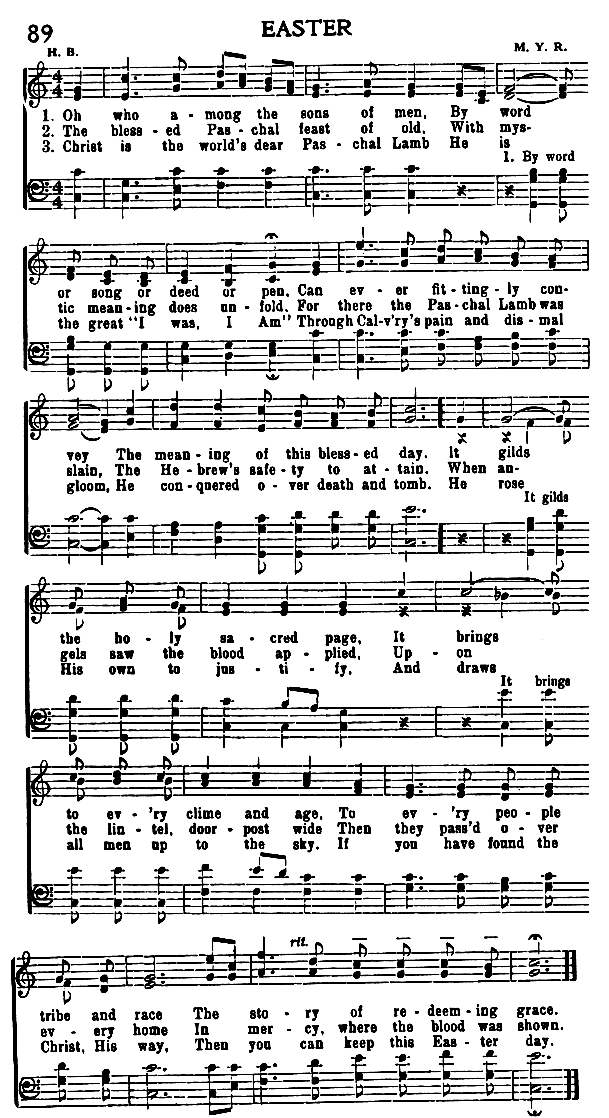 89
EASTER
H. B.
M. Y. R.
4 4
1. Oh who a - mong the sons of men, By word
2. The bless - ed Pas - chal feast of old, With mys-
3. Christ is the world's dear Pas - chal Lamb He is
1. By word
4 4
or song or deed or pen, Can ev - er fit - ting - ly con-
tic mean - ing does un - fold, For there the Pas - chal Lamb was
the great "I was, I Am" Through Cal-v'ry's pain and dis - mal
vey The mean - ing of this bless - ed day. It gilds
slain, The He - brew's safe - ty to at - tain. When an-
gloom, He con - quered o - ver death and tomb. He rose
It gilds
the ho - ly sa - cred page, It brings
gels saw the blood ap - plied, Up - on
His own to jus - ti - fy, And draws
It brings
to ev - 'ry clime and age, To ev - 'ry peo - ple
the lin - tel, door - post wide Then they pass'd o - ver
all men up to the sky. If you have found the
rit.
tribe and race The sto - ry of re - deem - ing grace.
ev - ery home In mer - cy, where the blood was shown.
Christ, His way, Then you can keep this Eas - ter day.